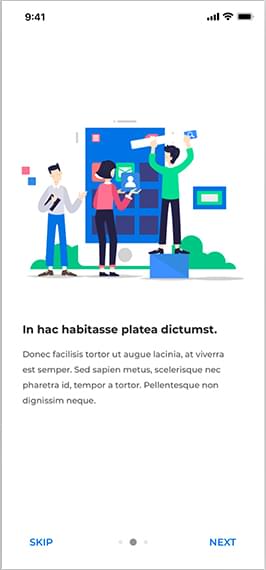 9:41
In hac habitasse platea dictumst.
Donec facilisis tortor ut augue lacinia, at viverra
est semper. Sed sapien metus, scelerisque nec
pharetra id, tempor a tortor. Pellentesque non
dignissim neque.
SKIP
NEXT